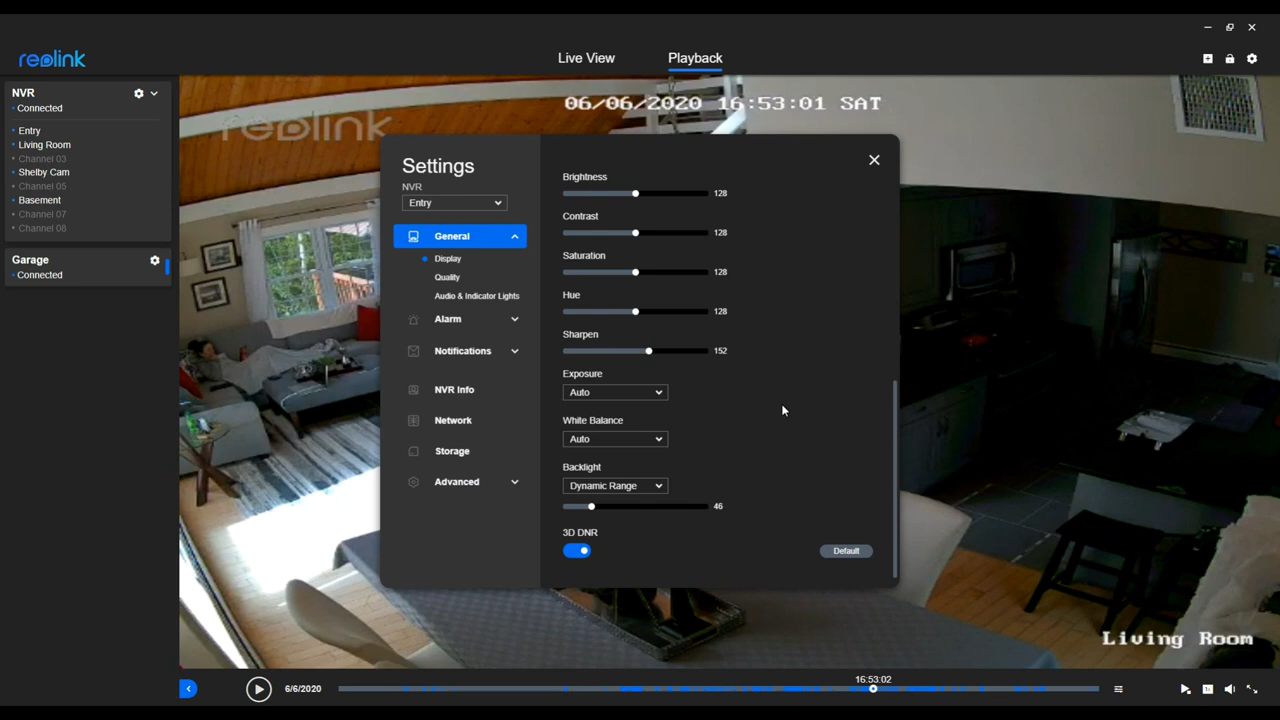 reolink
Live View
Playback
NVR
Connected
Entry
Living Room
Channel 03
Shelby Cam
Channel 05
Basement
Channel 07
Channel 08
Garage
Connected
06/06/2020 16:53:01 SAT
reolink
Settings
NVR
Entry
General
Display
Quality
Audio & Indicator Lights
Alarm
Notifications
NVR Info
Network
Storage
Advanced
Brightness
128
Contrast
128
Saturation
128
Hue
128
Sharpen
152
Exposure
Auto
White Balance
Auto
Backlight
Dynamic Range
46
3D DNR
Default
Living Room
6/6/2020
16:53:02